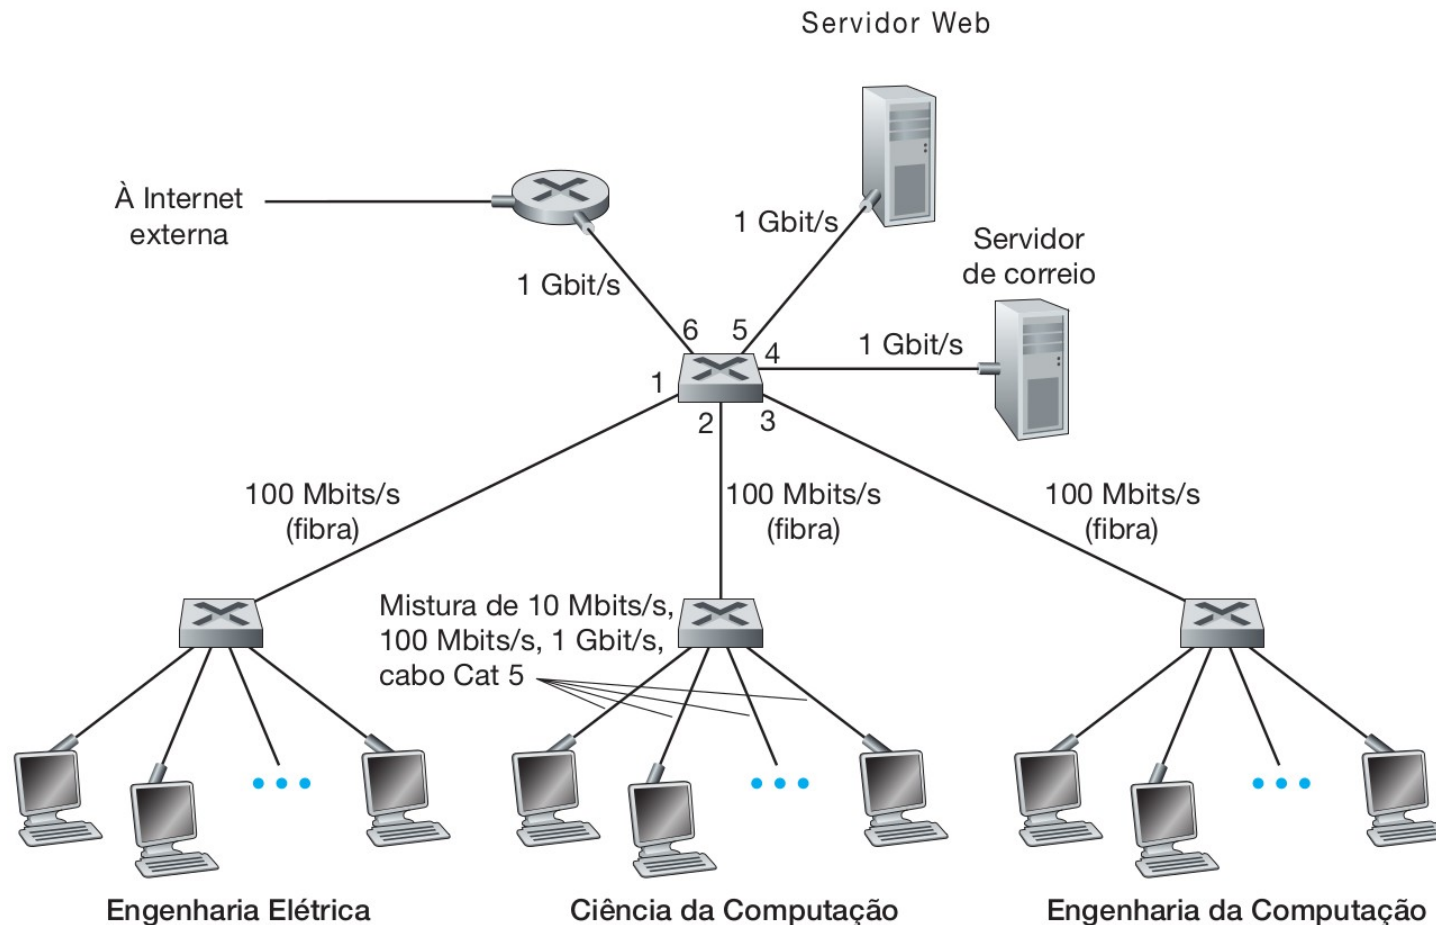 Servidor Web
À Internet
externa
1 Gbit/s
1 Gbit/s
Servidor
de correio
1 Gbit/s
6
5
4
1
2
3
100 Mbits/s
(fibra)
100 Mbits/s
(fibra)
100 Mbits/s
(fibra)
Mistura de 10 Mbits/s,
100 Mbits/s, 1 Gbit/s,
cabo Cat 5
Engenharia Elétrica
Ciência da Computação
Engenharia da Computação